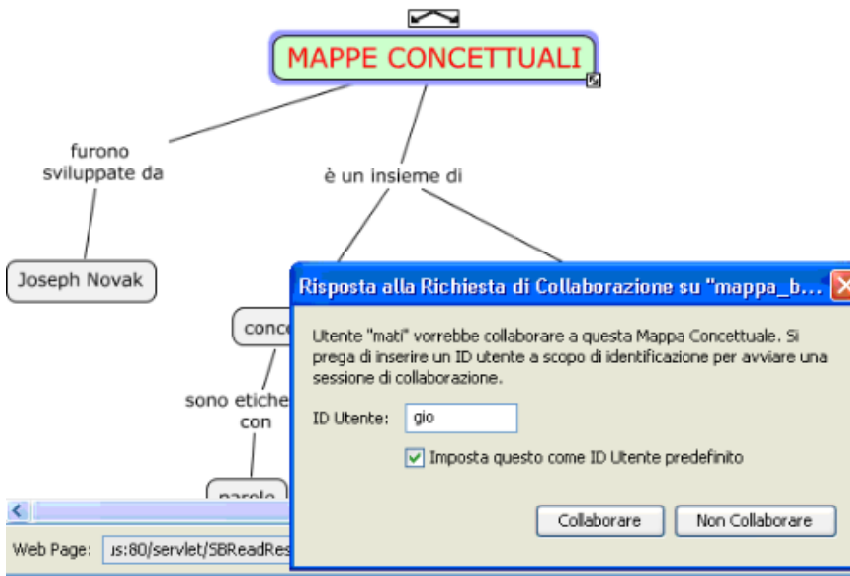 MAPPE CONCETTUALI
furono
sviluppate da
è un insieme di
Joseph Novak
Risposta alla Richiesta di Collaborazione su "mappa_b...
Utente "mati" vorrebbe collaborare a questa Mappa Concettuale. Si
prega di inserire un ID utente a scopo di identificazione per avviare una
sessione di collaborazione.
conce
sono etiche
con
ID Utente: gio
Imposta questo come ID Utente predefinito
parole
Collaborare Non Collaborare
Web Page: us:80/servlet/SBReadRes